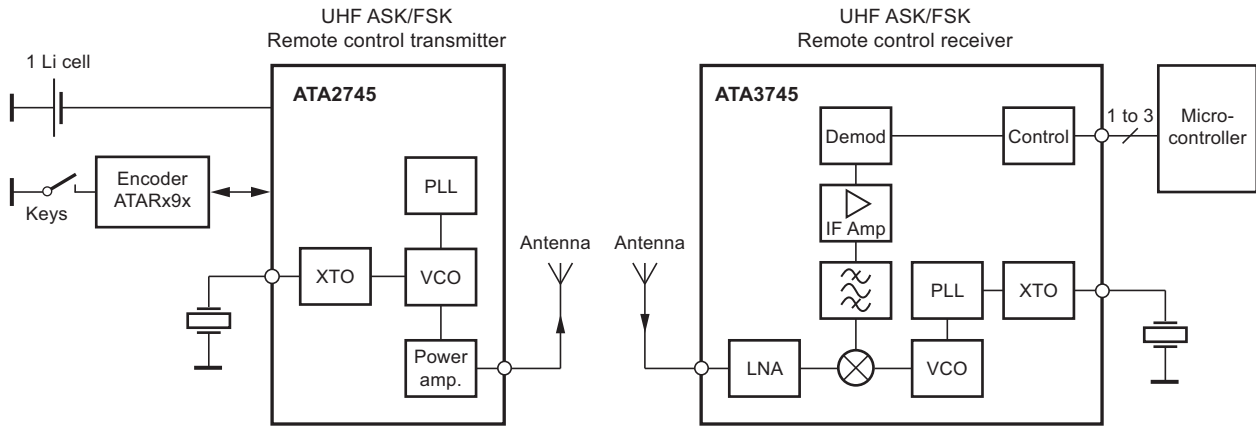 UHF ASK/FSK
Remote control transmitter
1 Li cell
ATA2745
Encoder
ATARx9x
Keys
PLL
XTO
VCO
Power
amp.
Antenna
UHF ASK/FSK
Remote control receiver
Antenna
ATA3745
Demod
Control
1 to 3
Micro-
controller
IF Amp
PLL
XTO
LNA
VCO